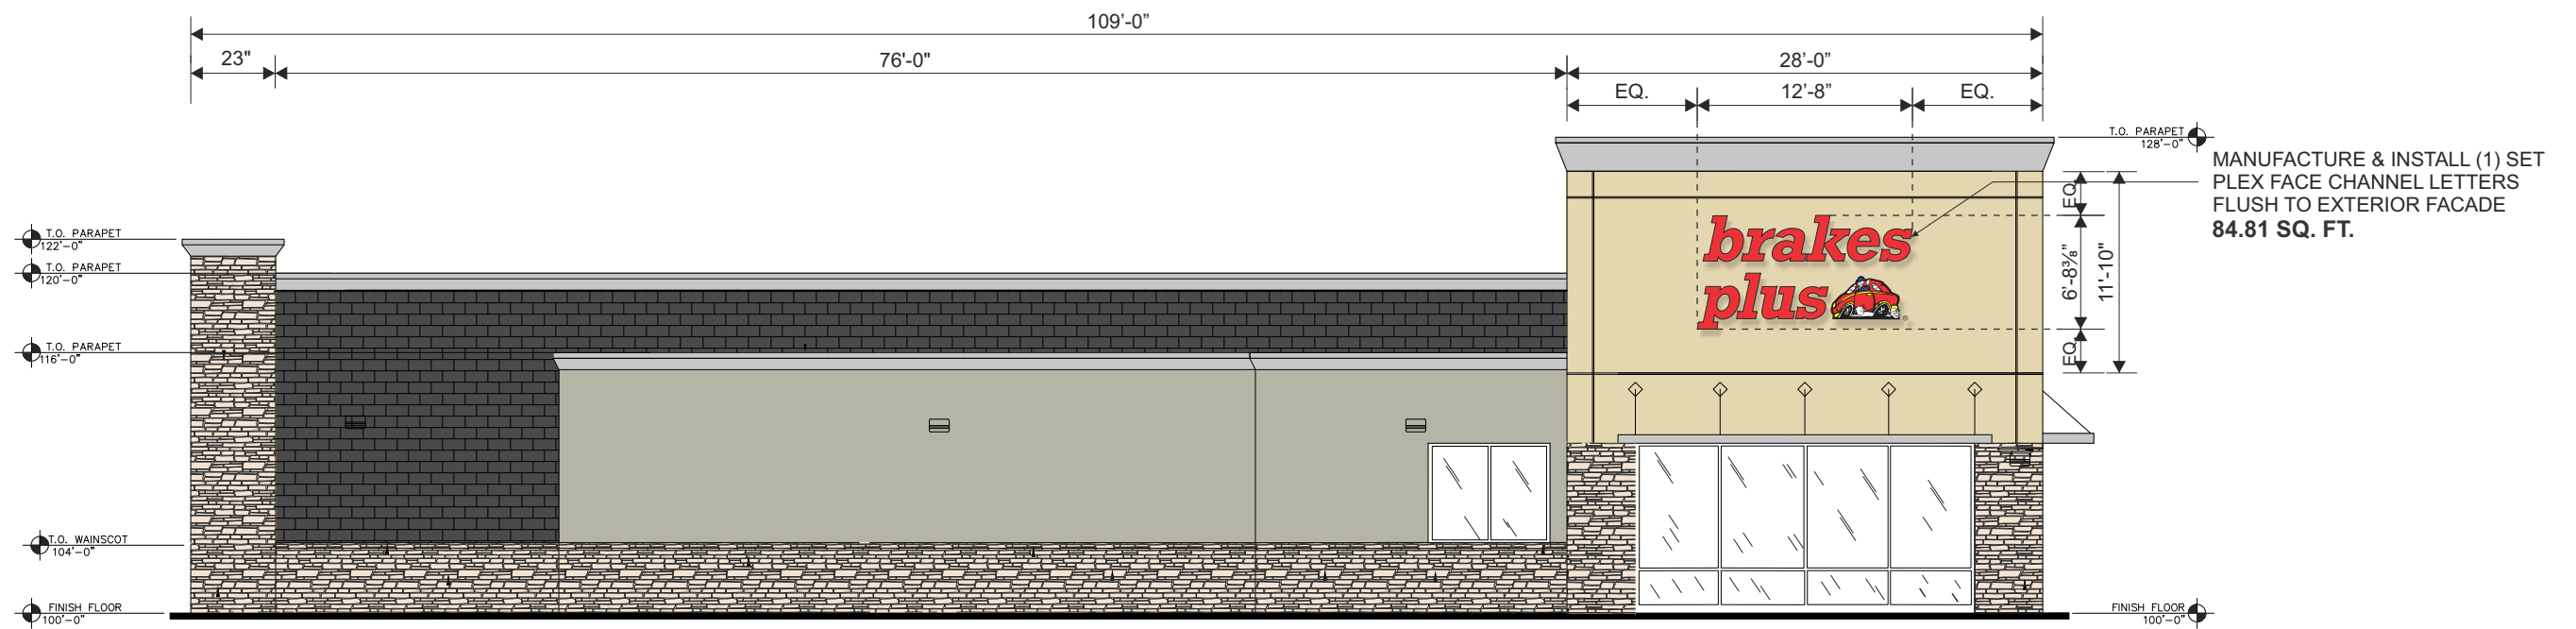 109’-0”
23"
76'-0"
28’-0”
EQ.
12’-8”
EQ.
T.O. PARAPET
128'-0"
MANUFACTURE & INSTALL (1) SET
PLEX FACE CHANNEL LETTERS
FLUSH TO EXTERIOR FACADE
84.81 SQ. FT.
EQ.
6’-8⅜”
11'-10"
EQ.
brakes
plus
®
T.O. PARAPET
122'-0"
T.O. PARAPET
120'-0"
T.O. PARAPET
116'-0"
T.O. WAINSCOT
104'-0"
FINISH FLOOR
100'-0"
FINISH FLOOR
100'-0"